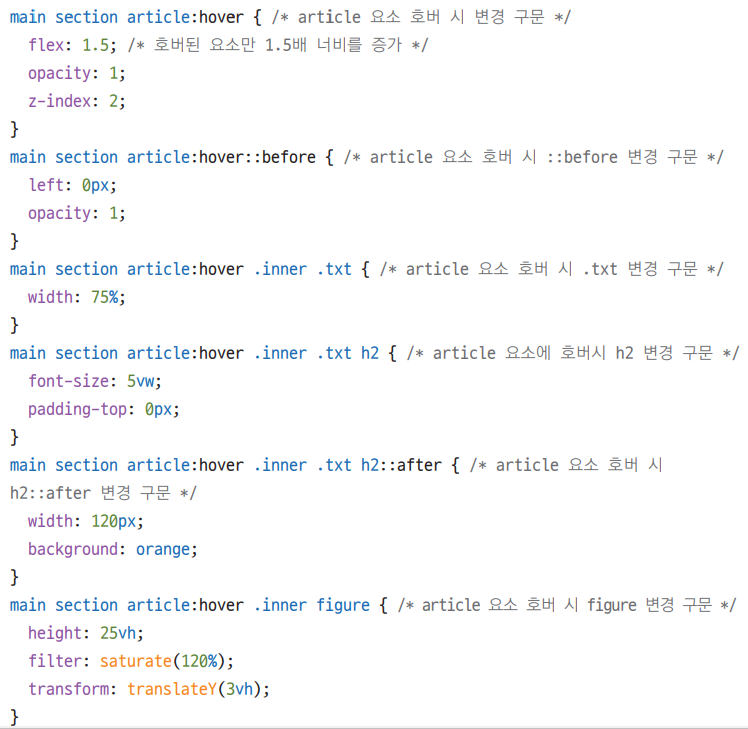 main section article:hover { /* article 요소 호버 시 변경 구문 */
  flex: 1.5; /* 호버된 요소만 1.5배 너비를 증가 */
  opacity: 1;
  z-index: 2;
}
main section article:hover::before { /* article 요소 호버 시 ::before 변경 구문 */
  left: 0px;
  opacity: 1;
}
main section article:hover .inner .txt { /* article 요소 호버 시 .txt 변경 구문 */
  width: 75%;
}
main section article:hover .inner .txt h2 { /* article 요소에 호버시 h2 변경 구문 */
  font-size: 5vw;
  padding-top: 0px;
}
main section article:hover .inner .txt h2::after { /* article 요소 호버 시
h2::after 변경 구문 */
  width: 120px;
  background: orange;
}
main section article:hover .inner figure { /* article 요소 호버 시 figure 변경 구문 */
  height: 25vh;
  filter: saturate(120%);
  transform: translateY(3vh);
}